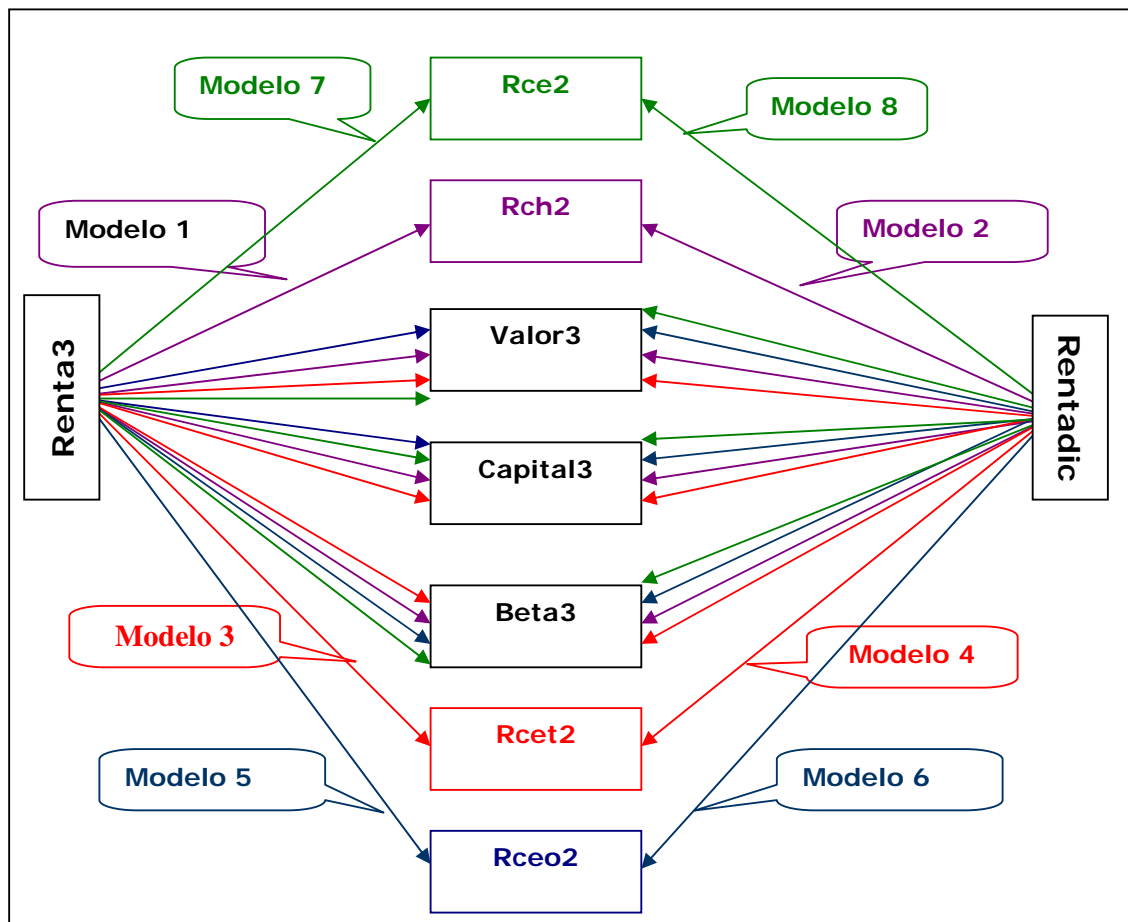 Modelo 7
Rce2
Modelo 8
Rch2
Modelo 1
Modelo 2
Renta3
Valor3
Rentadic
Capital3
Beta3
Modelo 3
Modelo 4
Rcet2
Modelo 5
Modelo 6
Rceo2